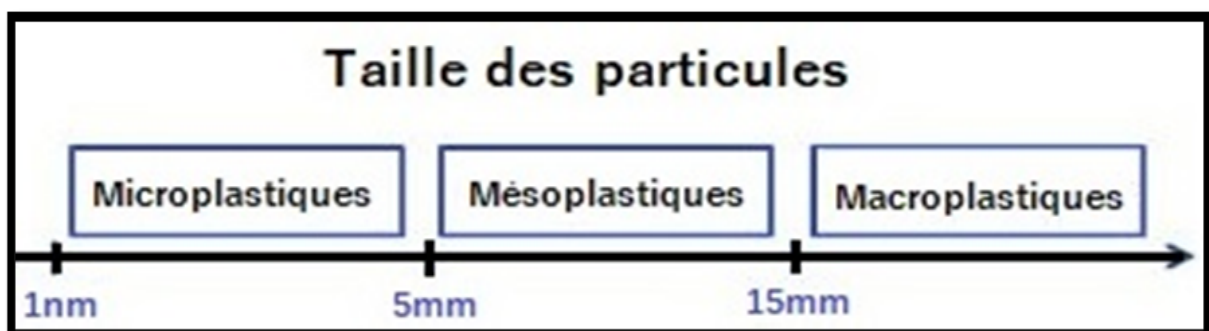 Taille des particules
Microplastiques Mésoplastiques Macroplastiques
1nm 5mm 15mm